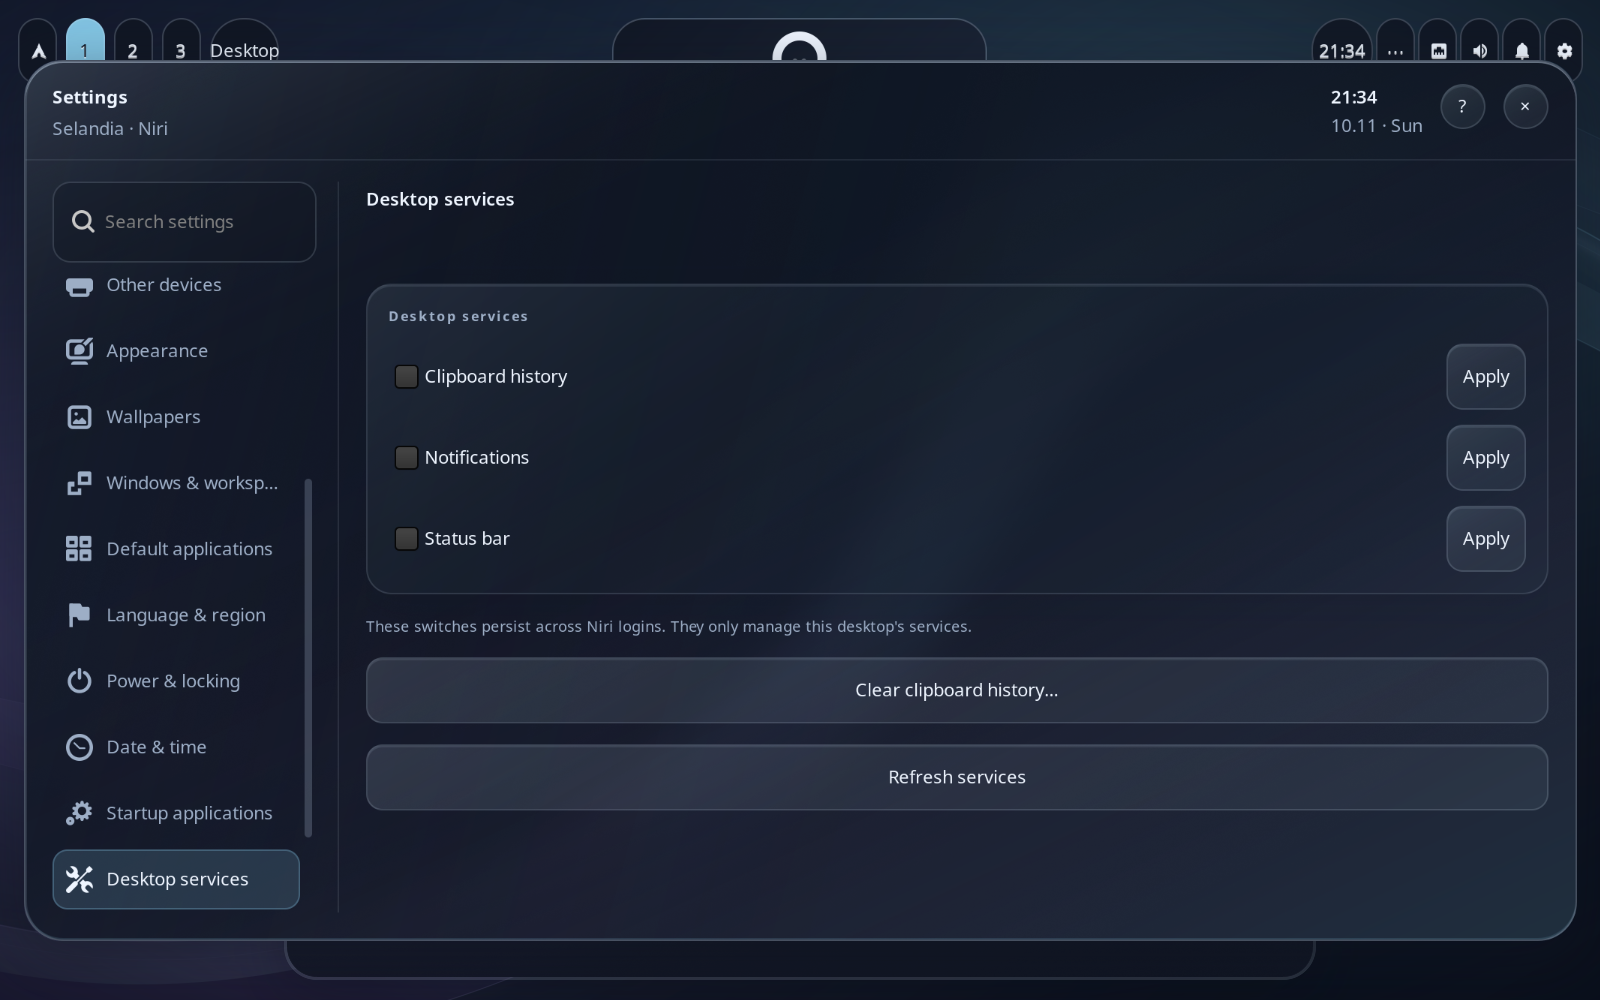 1
2
3
Desktop
21:34
...
Settings
Selandia · Niri
21:34
10.11 · Sun
?
×
Search settings
Other devices
Appearance
Wallpapers
Windows & worksp...
Default applications
Language & region
Power & locking
Date & time
Startup applications
Desktop services
Desktop services
Desktop services
Clipboard history
Apply
Notifications
Apply
Status bar
Apply
These switches persist across Niri logins. They only manage this desktop's services.
Clear clipboard history...
Refresh services